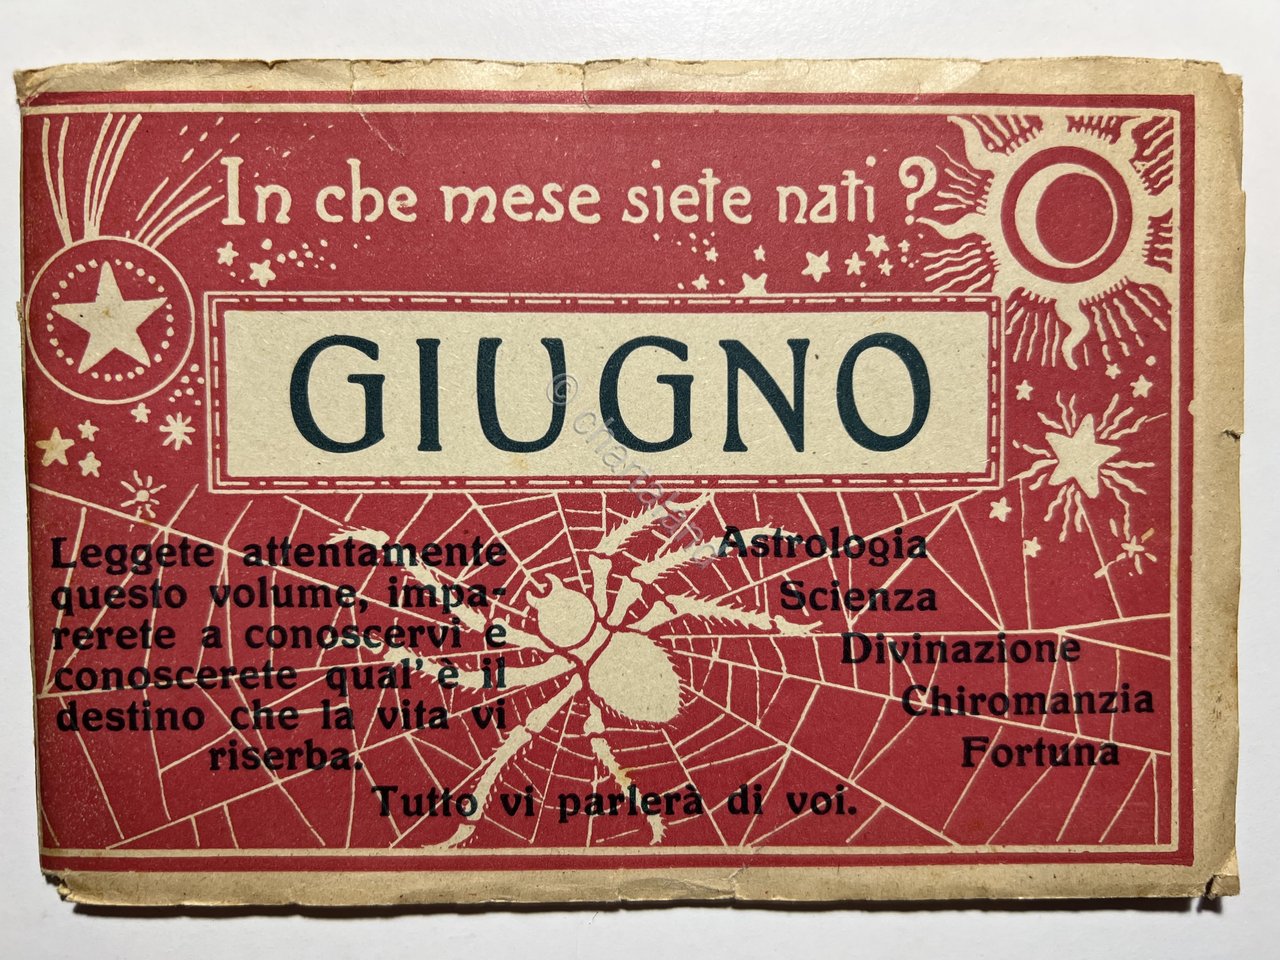 In che mese siete nati ?
GIUGNO
Leggete attentamente
questo volume, impa-
rerete a conoscervi e
conoscerete qual' è il
destino che la vita vi
riserba.
Astrologia
Scienza
Divinazione
Chiromanzia
Fortuna
Tutto vi parlerà di voi.